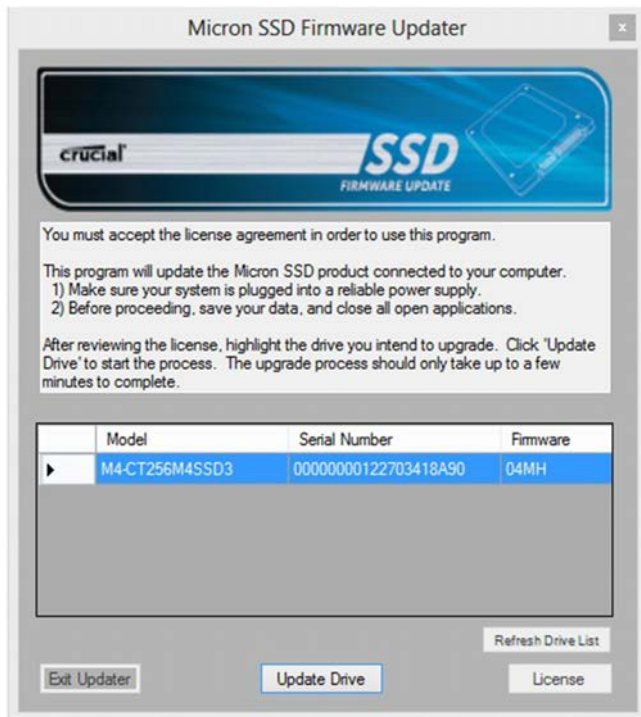 Micron SSD Firmware Updater
x
crucial
SSD
FIRMWARE UPDATE
You must accept the license agreement in order to use this program.
This program will update the Micron SSD product connected to your computer.
1) Make sure your system is plugged into a reliable power supply.
2) Before proceeding, save your data, and close all open applications.
After reviewing the license, highlight the drive you intend to upgrade. Click 'Update
Drive' to start the process. The upgrade process should only take up to a few
minutes to complete.
Model Serial Number Firmware
M4-CT256M4SSD3 00000000122703418A90 04MH
Refresh Drive List
Exit Updater Update Drive License